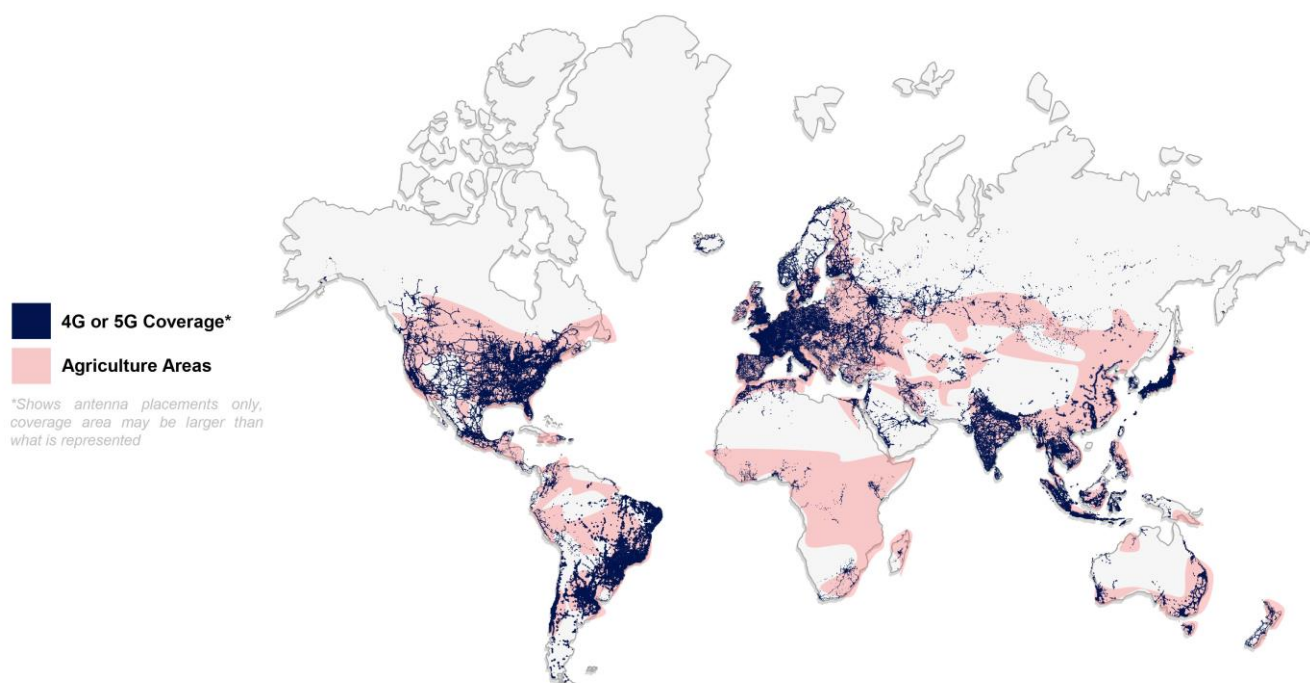 4G or 5G Coverage*
Agriculture Areas
*Shows antenna placements only,
coverage area may be larger than
what is represented